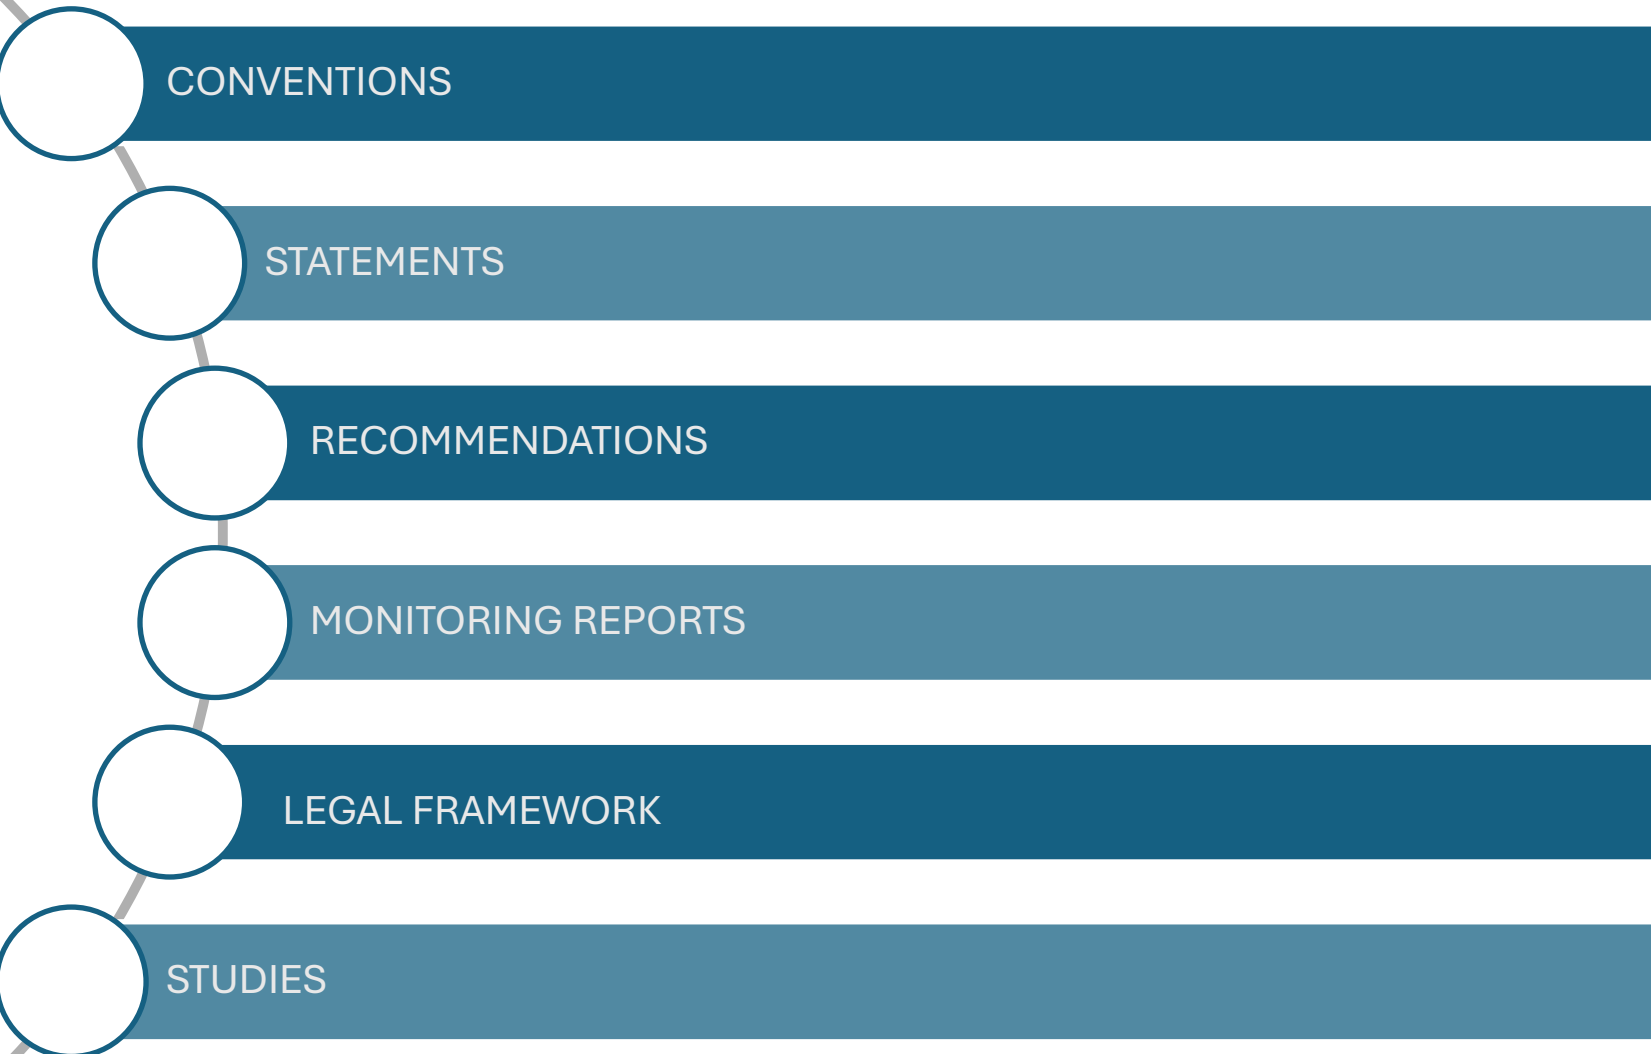 CONVENTIONS
STATEMENTS
RECOMMENDATIONS
MONITORING REPORTS
LEGAL FRAMEWORK
STUDIES